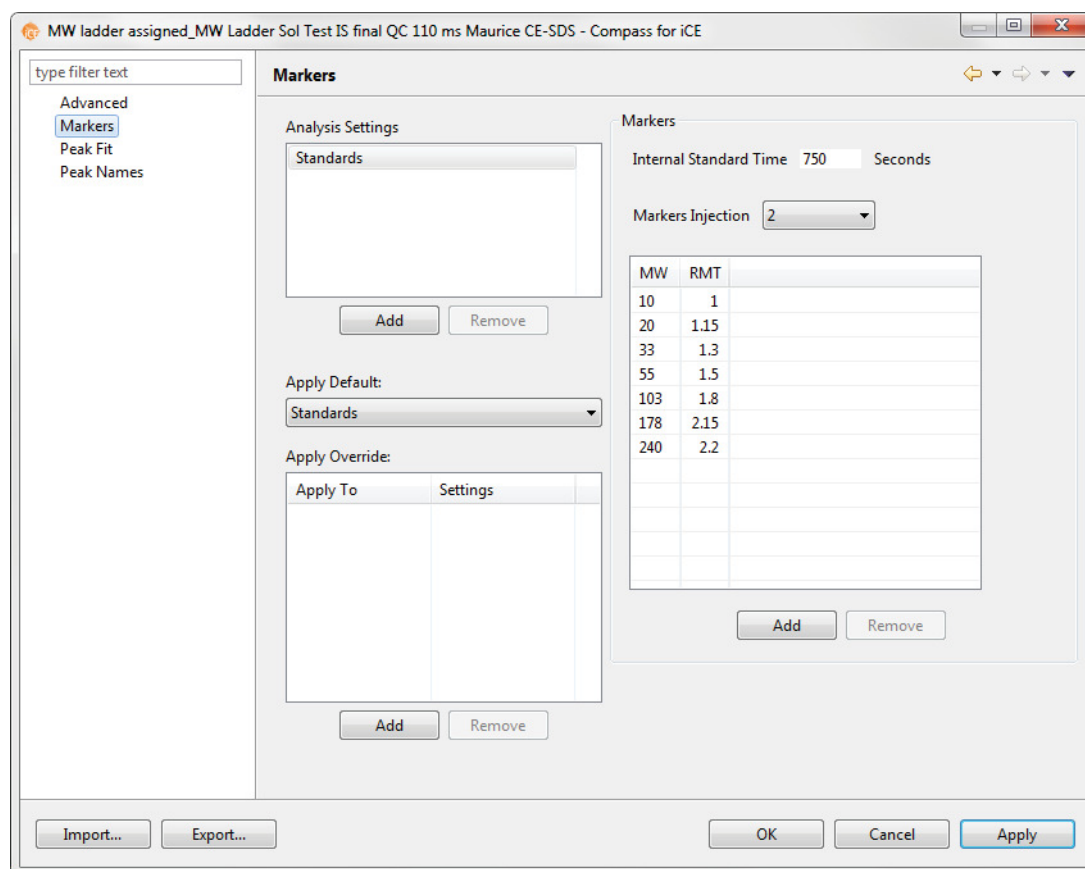 MW ladder assigned_MW Ladder Sol Test IS final QC 110 ms Maurice CE-SDS - Compass for iCE
type filter text
Advanced
Markers
Peak Fit
Peak Names
Markers
Analysis Settings
Standards
Add Remove
Apply Default:
Standards
Apply Override:
Apply To Settings
Add Remove
Markers
Internal Standard Time 750 Seconds
Markers Injection 2
MW RMT
10 1
20 1.15
33 1.3
55 1.5
103 1.8
178 2.15
240 2.2
Add Remove
Import... Export... OK Cancel Apply